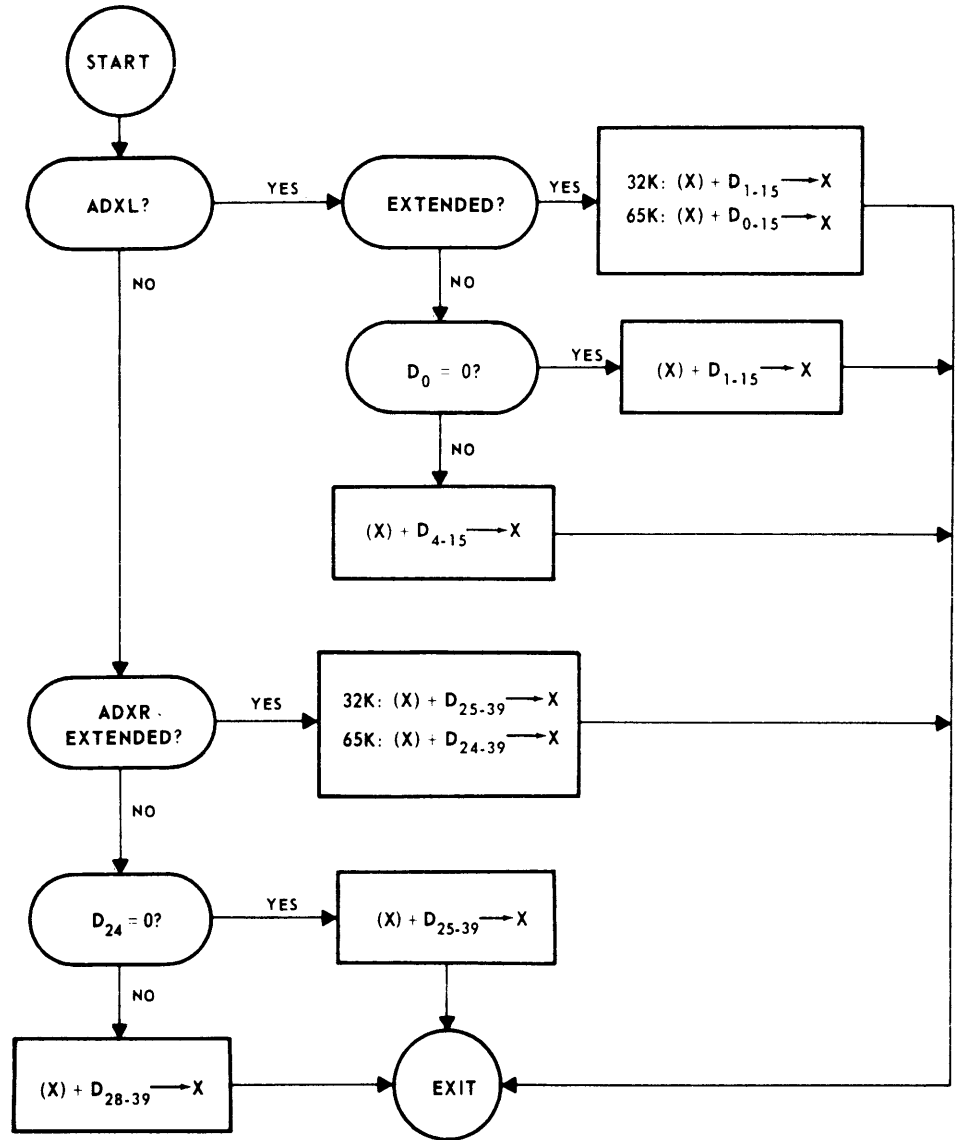 START
ADXL?
YES
EXTENDED?
YES
32K: (X) + D1-15 → X
65K: (X) + D0-15 → X
NO
NO
D0 = 0?
YES
(X) + D1-15 → X
NO
(X) + D4-15 → X
ADXR
EXTENDED?
YES
32K: (X) + D25-39 → X
65K: (X) + D24-39 → X
NO
D24 = 0?
YES
(X) + D25-39 → X
NO
(X) + D28-39 → X
EXIT